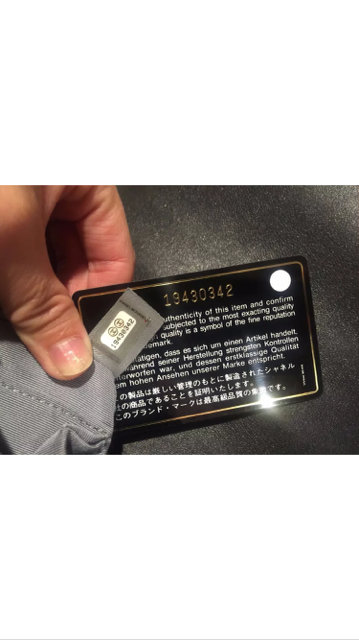 19430342
19430342
uthenticity of this item and confirm
subjected to the most exacting quality
quality is a symbol of the fine reputation
emark.
tätigen, dass es sich um einen Artikel handelt,
während seiner Herstellung strengsten Kontrollen
erworfen war, und dessen erstklassige Qualität
em hohen Ansehen unserer Marke entspricht.
の製品は厳しい管理のもとに製造されたシャネル
社の商品であることを証明いたします。
このブランド・マークは最高級品質の象徴です。